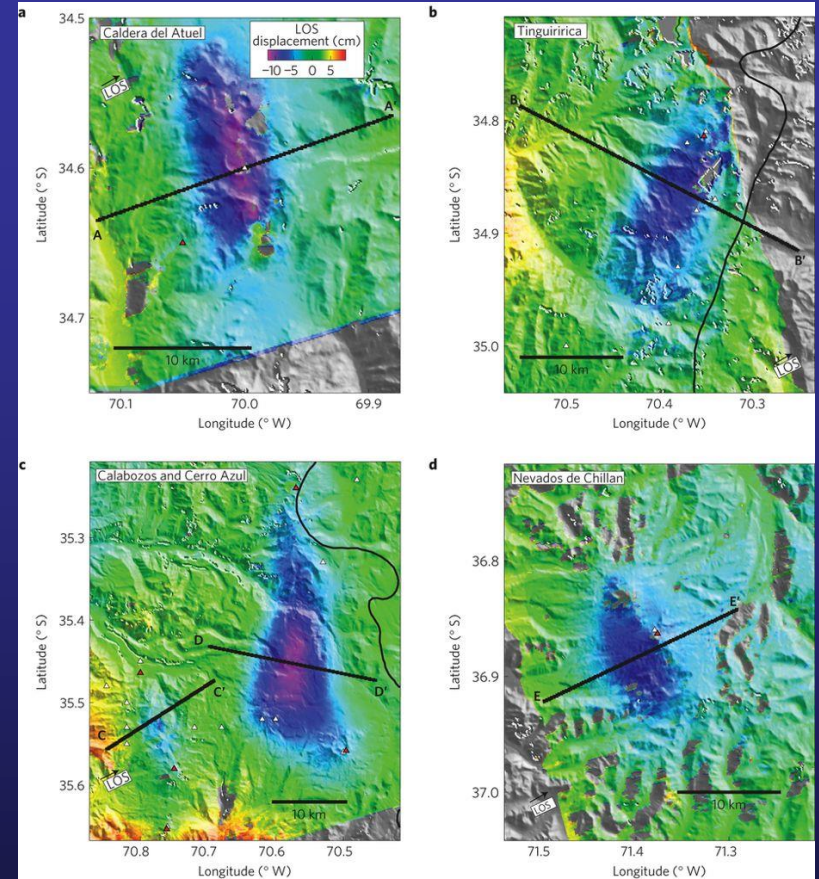 a
Caldera del Atuel
LOS
displacement (cm)
−10 −5 0 5
LOS
A
A'
34.5
34.6
34.7
Latitude (° S)
10 km
70.1 70.0 69.9
Longitude (° W)
b
Tinguiririca
B
B'
34.8
34.9
35.0
Latitude (° S)
10 km
LOS
70.5 70.4 70.3
Longitude (° W)
c
Calabozos and Cerro Azul
D
D'
C
C'
35.3
35.4
35.5
35.6
Latitude (° S)
LOS
10 km
70.8 70.7 70.6 70.5
Longitude (° W)
d
Nevados de Chillan
E
E'
36.8
36.9
37.0
Latitude (° S)
LOS
10 km
71.5 71.4 71.3
Longitude (° W)